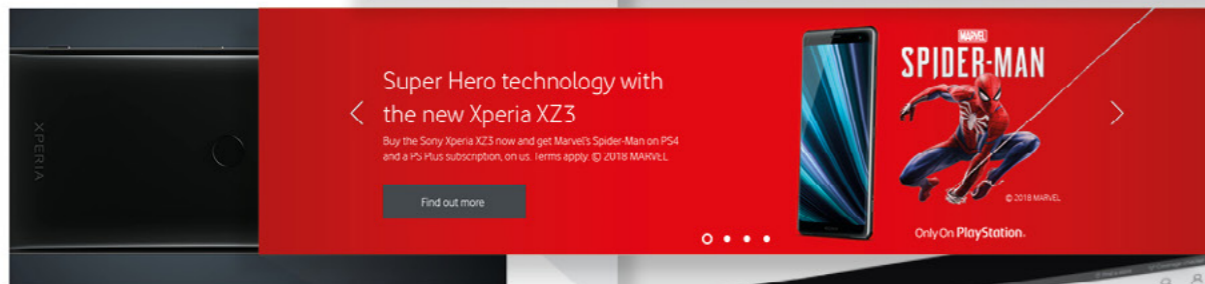 XPERIA
Super Hero technology with
the new Xperia XZ3
Buy the Sony Xperia XZ3 now and get Marvel's Spider-Man on PS4
and a PS Plus subscription, on us. Terms apply. © 2018 MARVEL
Find out more
MARVEL
SPIDER-MAN
© 2018 MARVEL
Only On PlayStation.